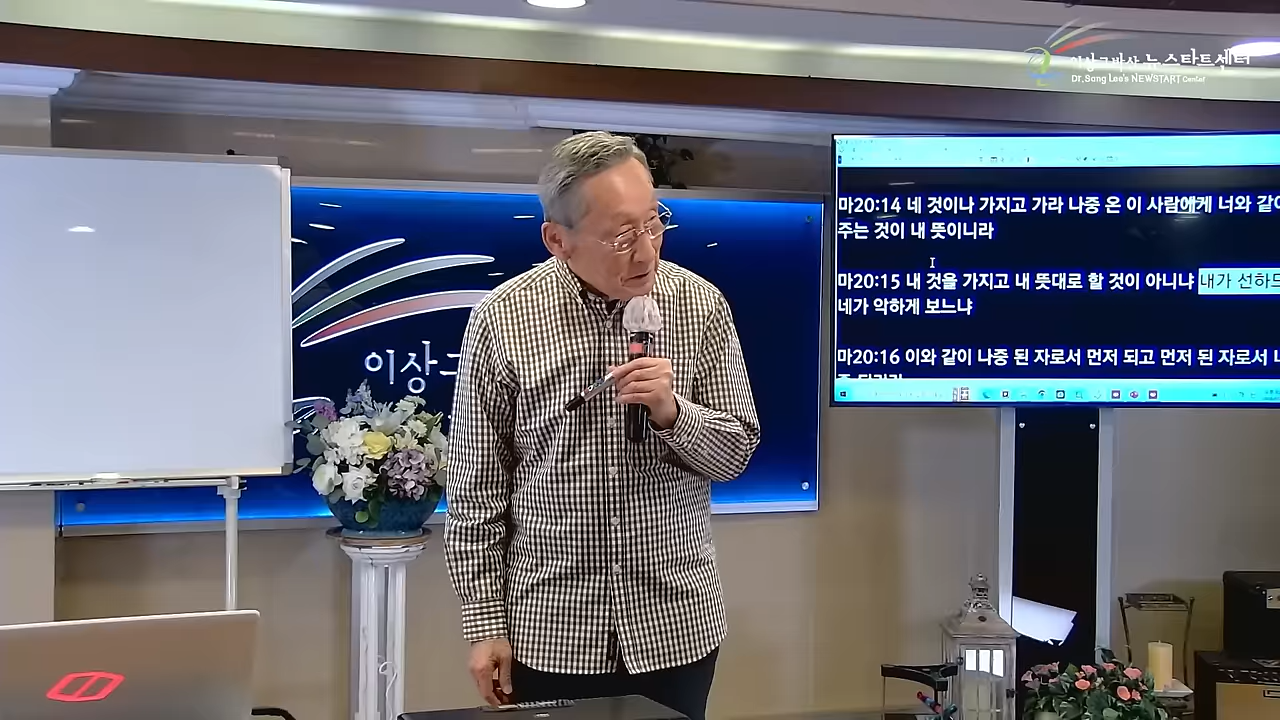 이상구박사 뉴스타트센터
Dr. Sang Lee's NEWSTART Center
마20:14 네 것이나 가지고 가라 나중 온 이 사람에게 너와 같이
주는 것이 내 뜻이니라
마20:15 내 것을 가지고 내 뜻대로 할 것이 아니냐 내가 선하므
네가 악하게 보느냐
마20:16 이와 같이 나중 된 자로서 먼저 되고 먼저 된 자로서
이상구